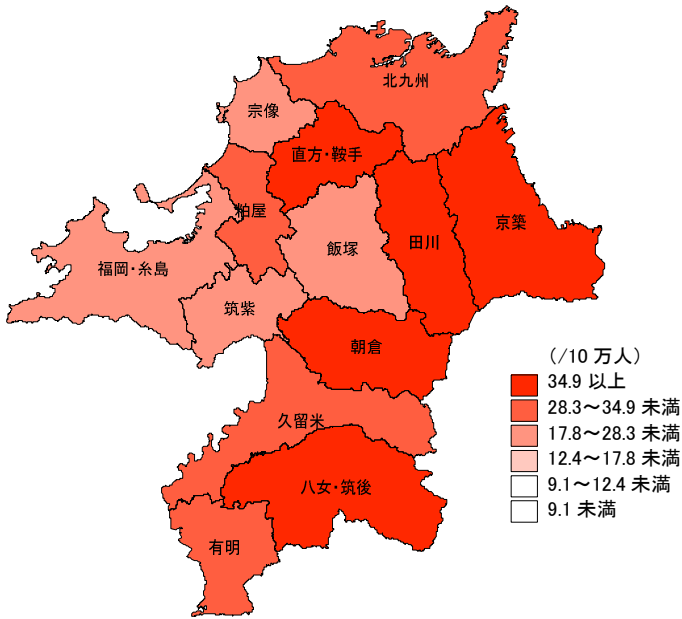 北九州
宗像
直方・鞍手
粕屋
京築
田川
飯塚
福岡・糸島
筑紫
朝倉
久留米
八女・筑後
有明
(/10 万人)
34.9 以上
28.3～34.9 未満
17.8～28.3 未満
12.4～17.8 未満
9.1～12.4 未満
9.1 未満